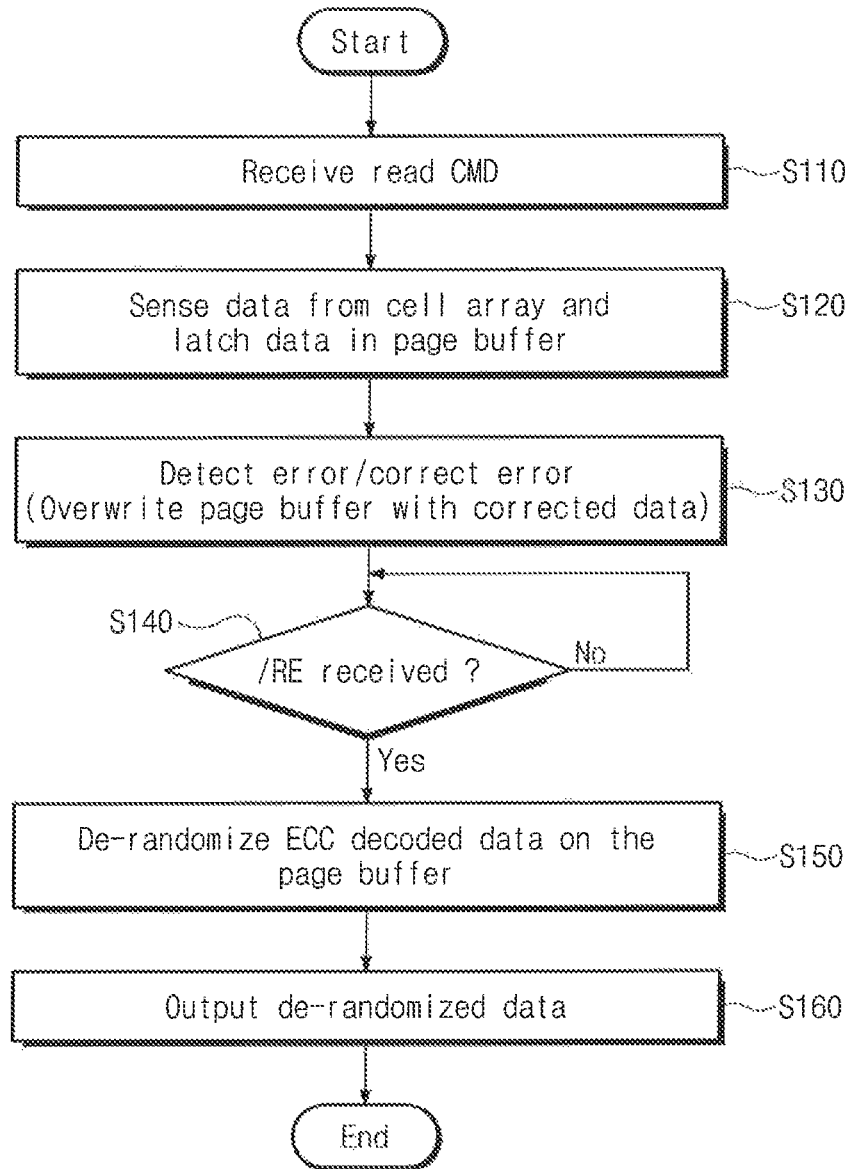 Start
Receive read CMD
S110
Sense data from cell array and
latch data in page buffer
S120
Detect error/correct error
(Overwrite page buffer with corrected data)
S130
S140
/RE received ?
No
Yes
De-randomize ECC decoded data on the
page buffer
S150
Output de-randomized data
S160
End